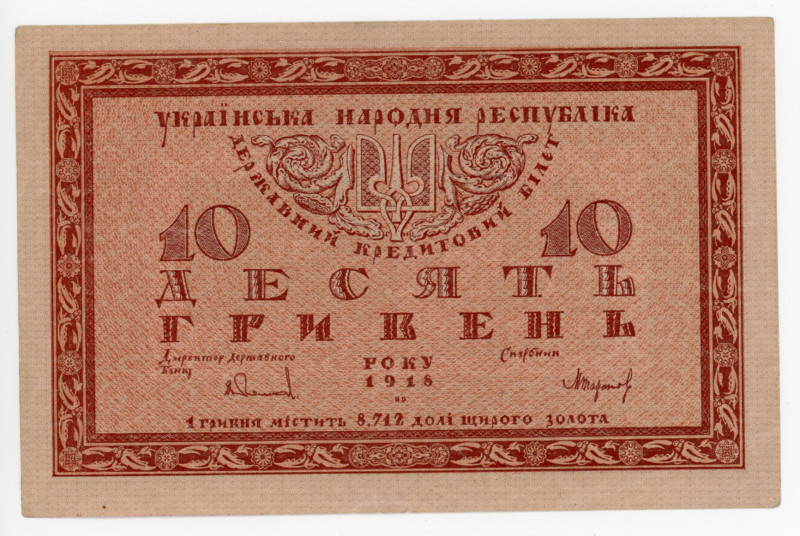 УКРАЇНСЬКА НАРОДНЯ РЕСПУБЛІКА
ДЕРЖАВНИЙ КРЕДИТОВИЙ БІЛЕТ
10 10
ДЕСЯТЬ
ГРИВЕНЬ
Директор Державного
Банку
Скарбник
РОКУ
1918
1 гривня містить 8.712 долі щирого золота